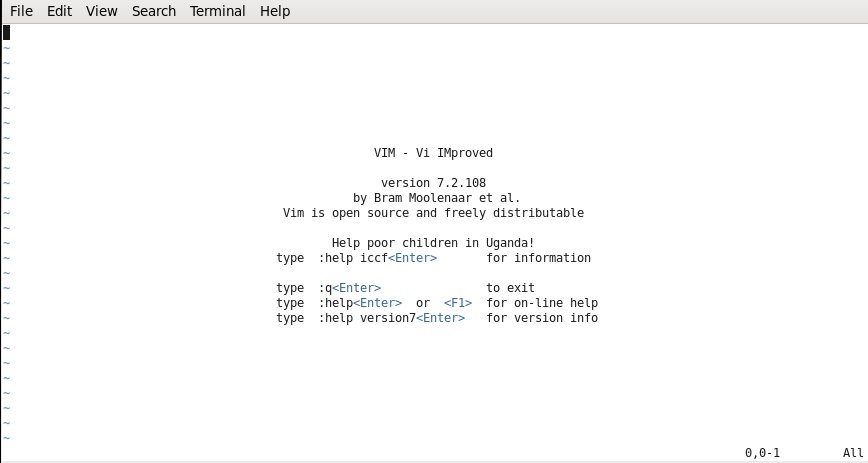 File Edit View Search Terminal Help
~
~
~
~
~
~
~
~ VIM - Vi IMproved
~
~ version 7.2.108
~ by Bram Moolenaar et al.
~ Vim is open source and freely distributable
~
~ Help poor children in Uganda!
~ type :help iccf<Enter> for information
~
~ type :q<Enter> to exit
~ type :help<Enter> or <F1> for on-line help
~ type :help version7<Enter> for version info
~
~
~
~
~
~
~
~
0,0-1 All